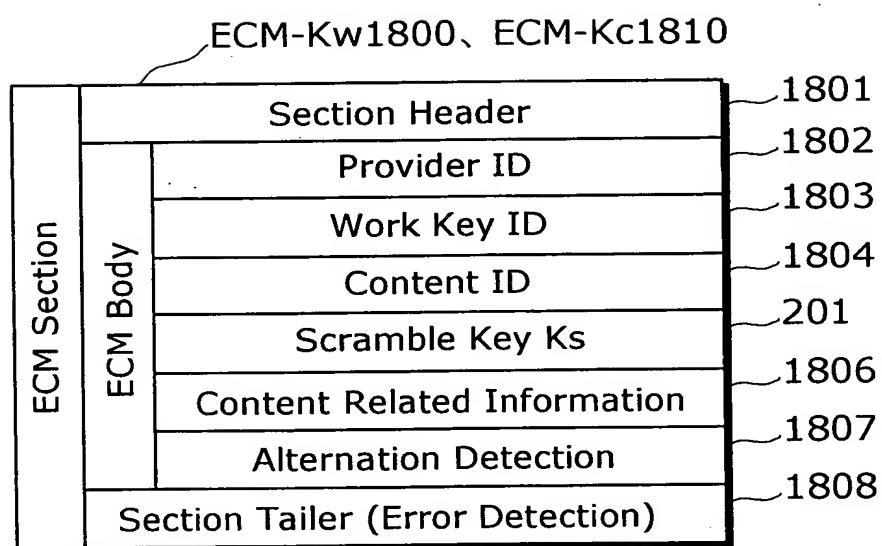 ECM-Kw1800、ECM-Kc1810
ECM Section
ECM Body
Section Header
1801
Provider ID
1802
Work Key ID
1803
Content ID
1804
Scramble Key Ks
201
Content Related Information
1806
Alternation Detection
1807
Section Tailer (Error Detection)
1808